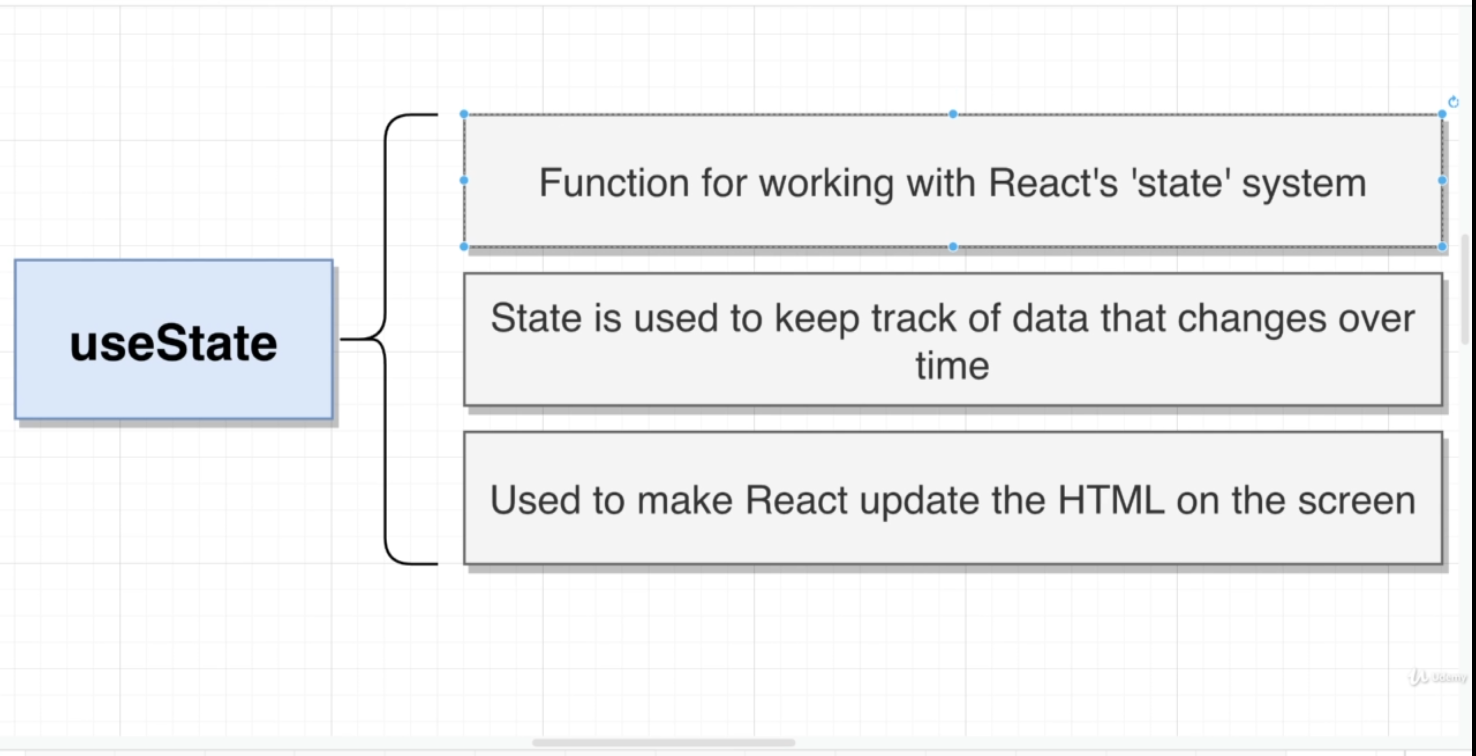 Function for working with React's 'state' system
useState
State is used to keep track of data that changes over
time
Used to make React update the HTML on the screen
Udemy